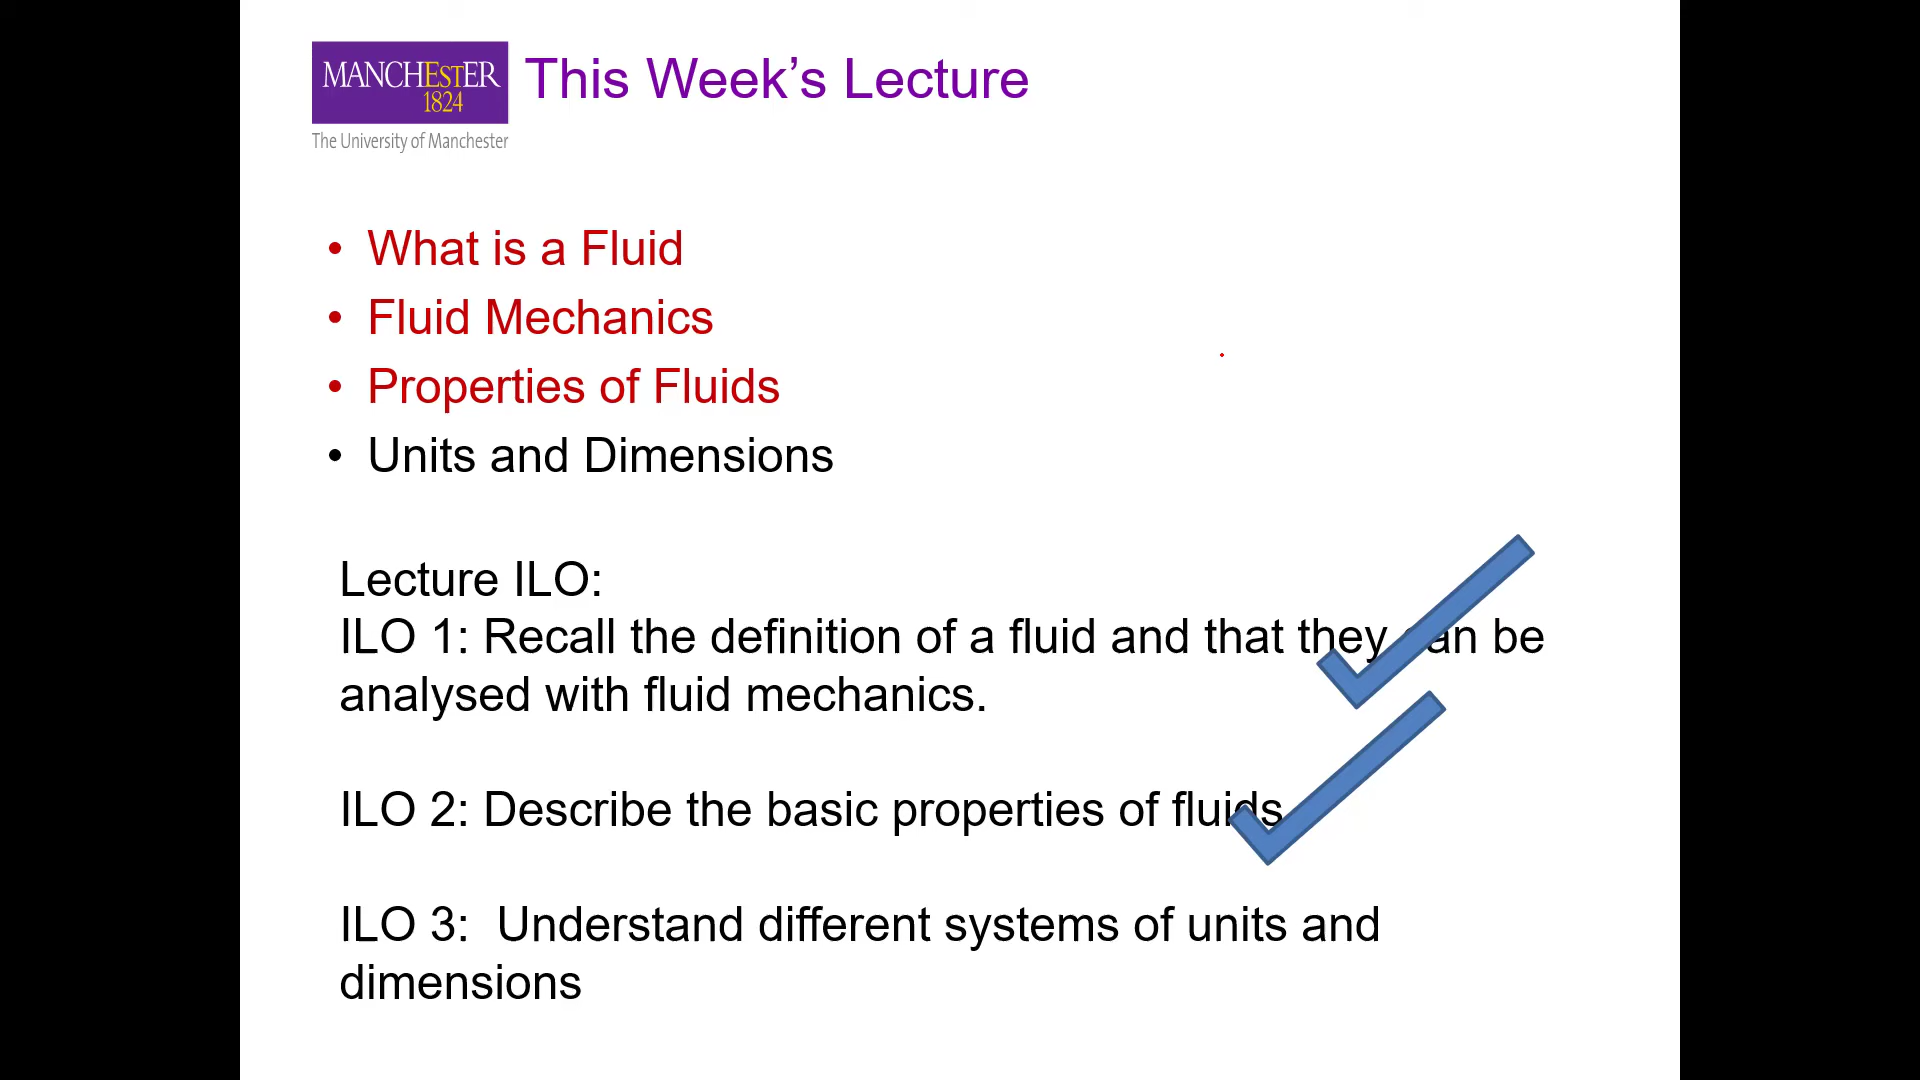 MANCHESTER
1824
The University of Manchester
This Week’s Lecture
• What is a Fluid
• Fluid Mechanics
• Properties of Fluids
• Units and Dimensions
Lecture ILO:
ILO 1: Recall the definition of a fluid and that they can be
analysed with fluid mechanics.
ILO 2: Describe the basic properties of fluids
ILO 3: Understand different systems of units and
dimensions